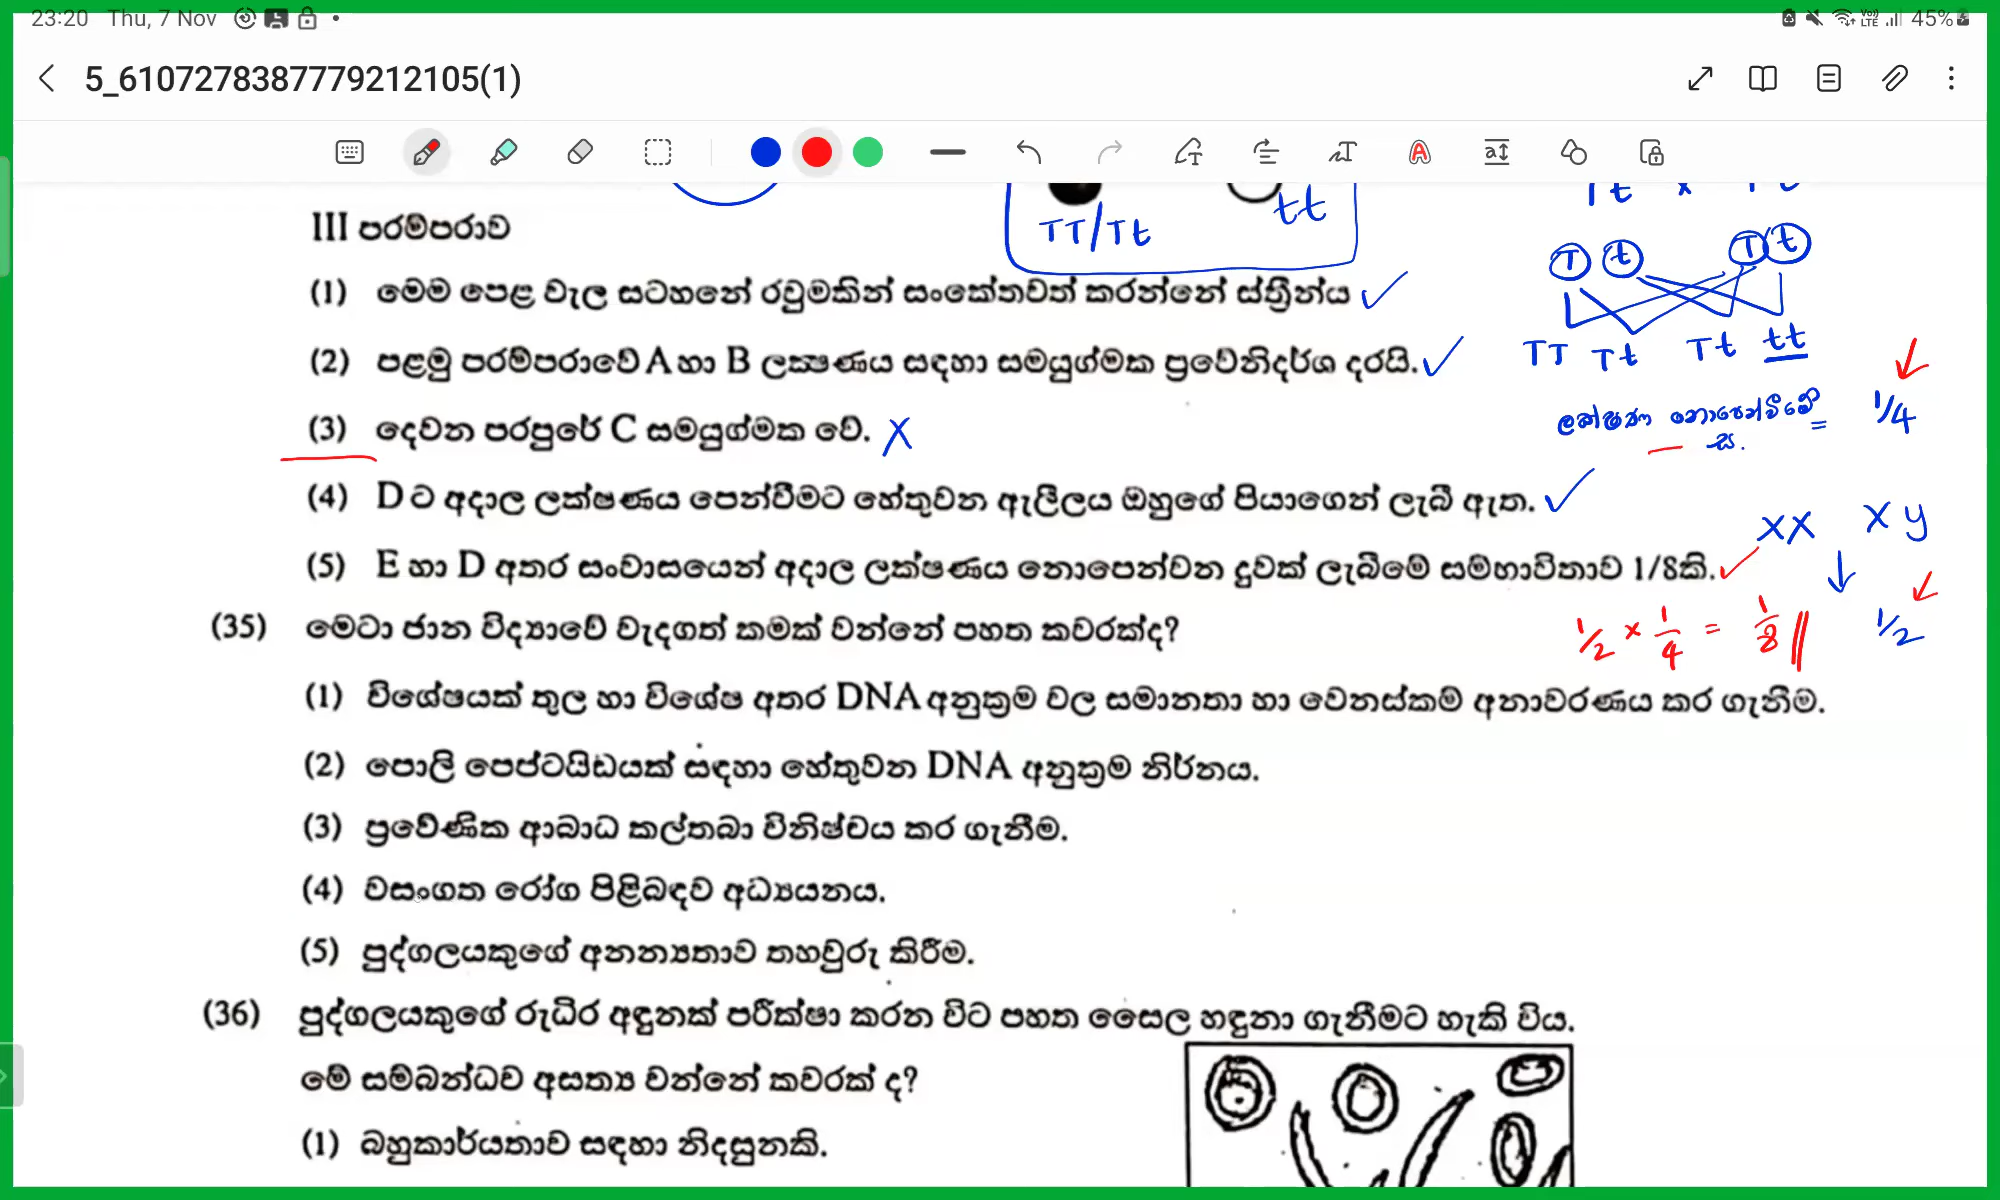 23:20 Thu, 7 Nov
45%
5_6107278387779212105(1)
III පරම්පරාව
TT/Tt
tt
T t T t
(1) මෙම පෙළ වැල සටහනේ රවුමකින් සංකේතවත් කරන්නේ ස්ත්‍රීන්ය
(2) පළමු පරම්පරාවේ A හා B ලක්ෂණය සඳහා සමයුග්මක ප්‍රවේනිදර්ශ දරයි.
TT Tt Tt tt
(3) දෙවන පරපුරේ C සමයුග්මක වේ. X
ලක්ෂණ නොපෙන්වීමේ = 1/4
ස.
(4) D ට අදාල ලක්ෂණය පෙන්වීමට හේතුවන ඇලීලය ඔහුගේ පියාගෙන් ලැබී ඇත.
XX Xy
(5) E හා D අතර සංවාසයෙන් අදාල ලක්ෂණය නොපෙන්වන දුවක් ලැබීමේ සම්භාවිතාව 1/8කි.
1/2 x 1/4 = 1/8
1/2
(35) මෙටා ජාන විද්‍යාවේ වැදගත් කමක් වන්නේ පහත කවරක්ද?
(1) විශේෂයක් තුල හා විශේෂ අතර DNA අනුක්‍රම වල සමානතා හා වෙනස්කම් අනාවරණය කර ගැනීම.
(2) පොලි පෙප්ටයිඩයක් සඳහා හේතුවන DNA අනුක්‍රම නිර්නය.
(3) ප්‍රවේණික ආබාධ කල්තබා විනිෂ්චය කර ගැනීම.
(4) වසංගත රෝග පිළිබඳව අධ්‍යයනය.
(5) පුද්ගලයකුගේ අනන්‍යතාව තහවුරු කිරීම.
(36) පුද්ගලයකුගේ රුධිර අඳුනක් පරීක්ෂා කරන විට පහත සෛල හඳුනා ගැනීමට හැකි විය.
මේ සම්බන්ධව අසත්‍ය වන්නේ කවරක් ද?
(1) බහුකාර්යතාව සඳහා නිදසුනකි.